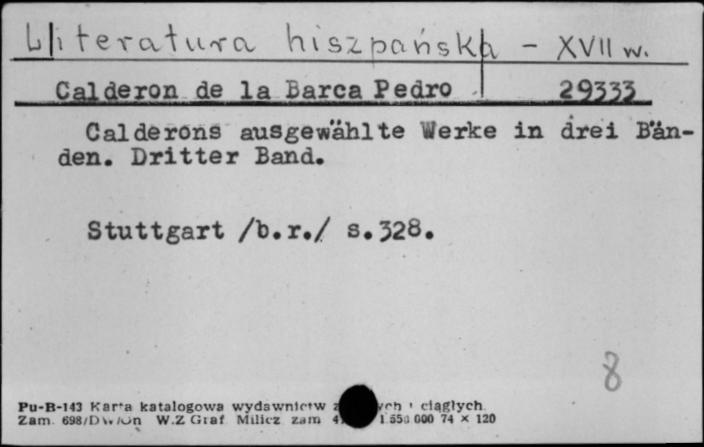 Literatura hiszpańska - XVII w.
Calderon de la Barca Pedro 29333
Calderons ausgewählte Werke in drei Bän-
den. Dritter Band.
Stuttgart /b.r./ s.328.
8
Pu-B-143 Karta katalogowa wydawnictw i ciągłych
Zam. 698/ W.Z Graf Milicz zam 1.550 000 74 x 120